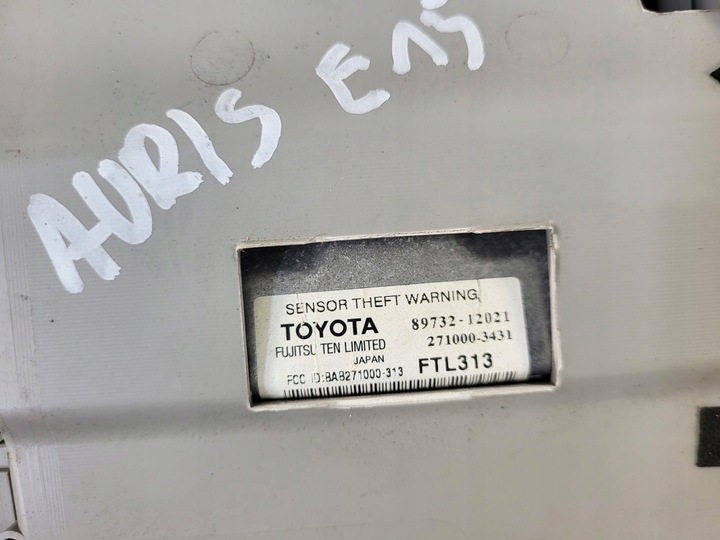 AURIS E15
SENSOR THEFT WARNING
TOYOTA 89732-12021
FUJITSU TEN LIMITED 271000-3431
JAPAN FTL313
FCC ID:BAB271000-313